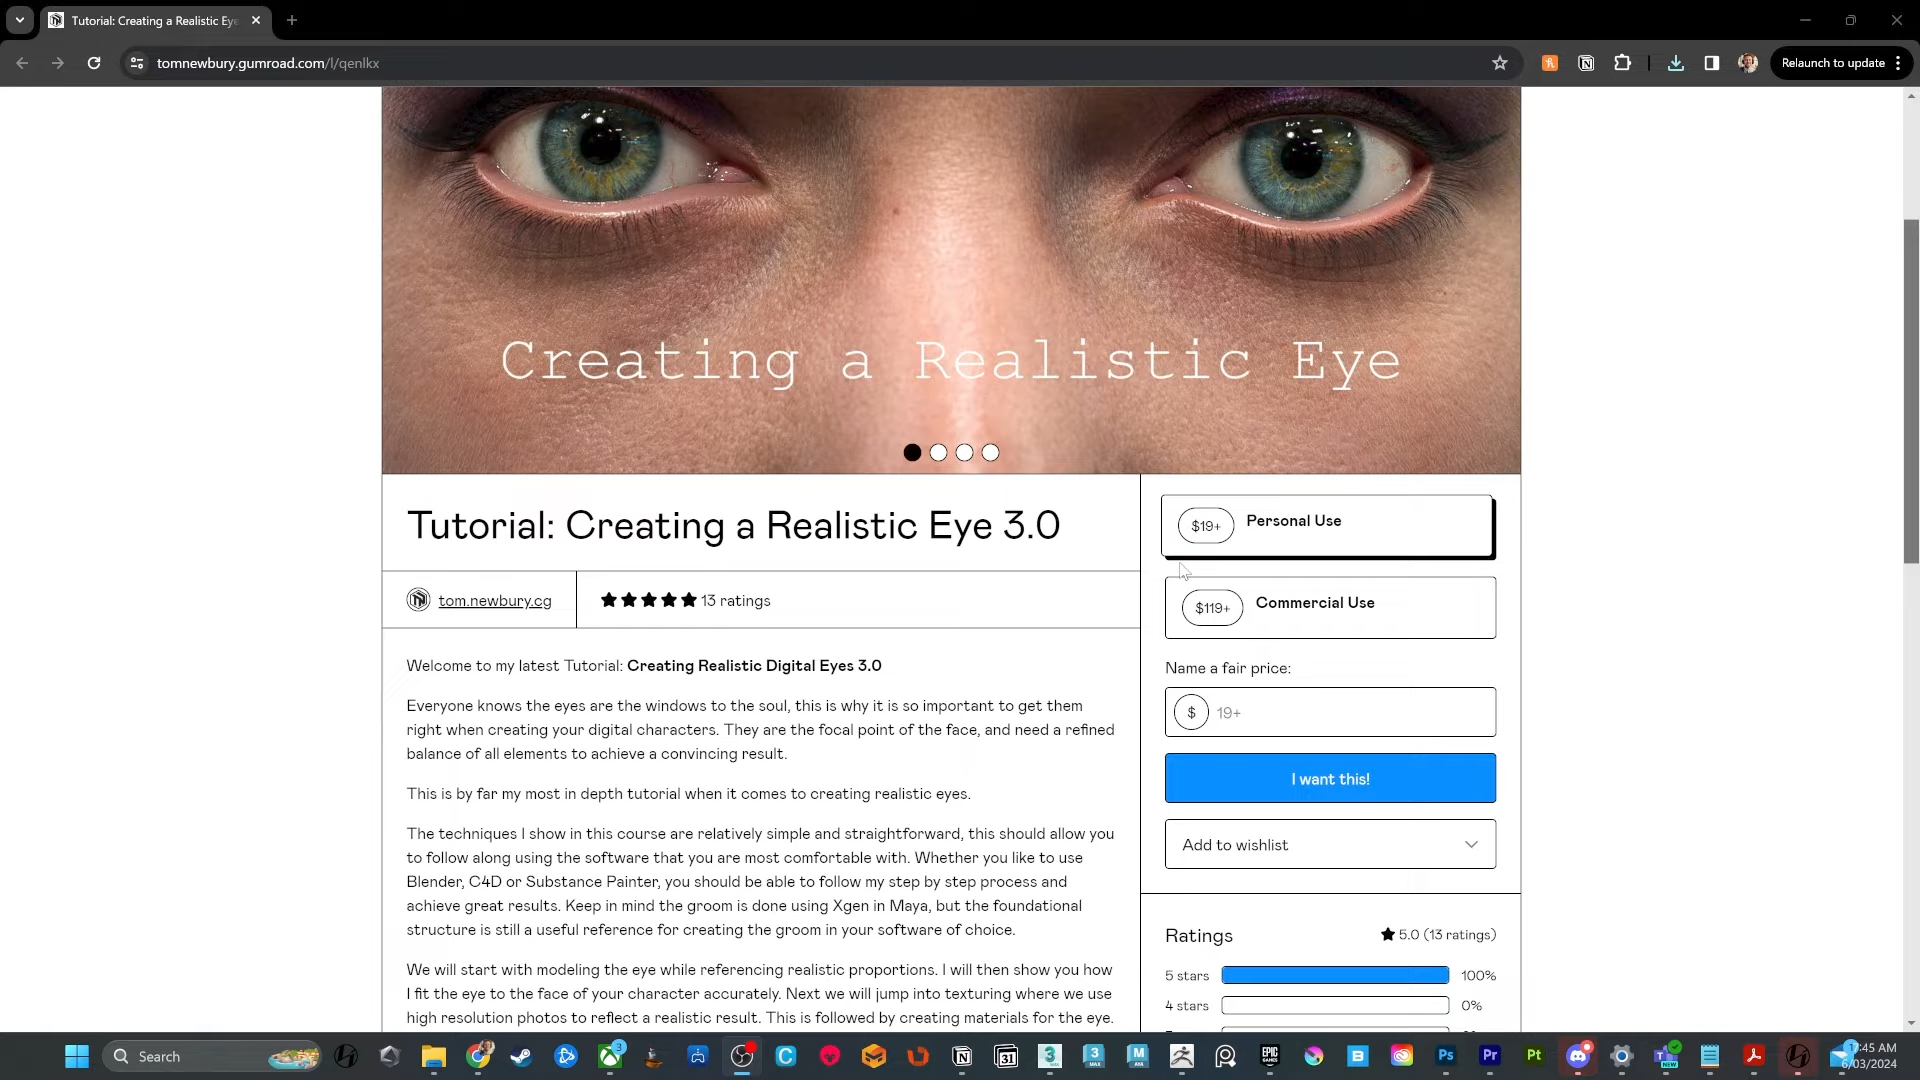 Tutorial: Creating a Realistic Eye
tomnewbury.gumroad.com/l/qenlkx
Relaunch to update
Creating a Realistic Eye
Tutorial: Creating a Realistic Eye 3.0
tom.newbury.cg
13 ratings
Welcome to my latest Tutorial: Creating Realistic Digital Eyes 3.0
Everyone knows the eyes are the windows to the soul, this is why it is so important to get them
right when creating your digital characters. They are the focal point of the face, and need a refined
balance of all elements to achieve a convincing result.
This is by far my most in depth tutorial when it comes to creating realistic eyes.
The techniques I show in this course are relatively simple and straightforward, this should allow you
to follow along using the software that you are most comfortable with. Whether you like to use
Blender, C4D or Substance Painter, you should be able to follow my step by step process and
achieve great results. Keep in mind the groom is done using Xgen in Maya, but the foundational
structure is still a useful reference for creating the groom in your software of choice.
We will start with modeling the eye while referencing realistic proportions. I will then show you how
I fit the eye to the face of your character accurately. Next we will jump into texturing where we use
high resolution photos to reflect a realistic result. This is followed by creating materials for the eye.
$19+ Personal Use
$119+ Commercial Use
Name a fair price:
$ 19+
I want this!
Add to wishlist
Ratings
5.0 (13 ratings)
5 stars 100%
4 stars 0%
Search
:45 AM
6/03/2024